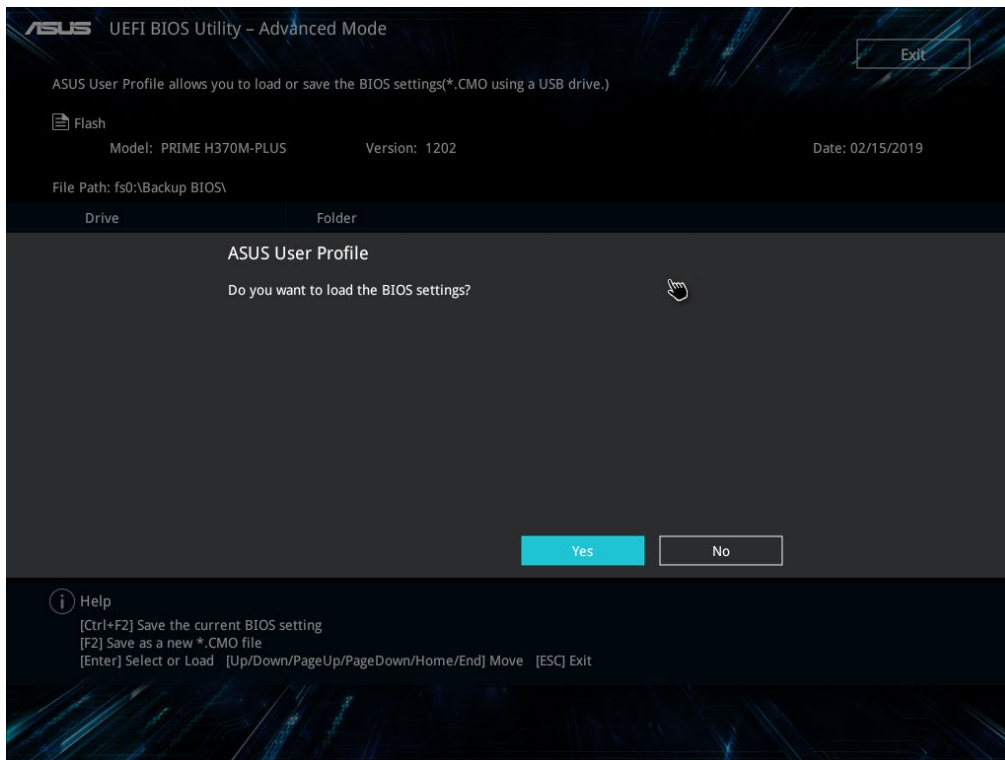 ASUS UEFI BIOS Utility – Advanced Mode
Exit
ASUS User Profile allows you to load or save the BIOS settings(*.CMO using a USB drive.)
Flash
Model: PRIME H370M-PLUS Version: 1202 Date: 02/15/2019
File Path: fs0:\Backup BIOS\
Drive Folder
ASUS User Profile
Do you want to load the BIOS settings?
Yes No
i Help
[Ctrl+F2] Save the current BIOS setting
[F2] Save as a new *.CMO file
[Enter] Select or Load [Up/Down/PageUp/PageDown/Home/End] Move [ESC] Exit